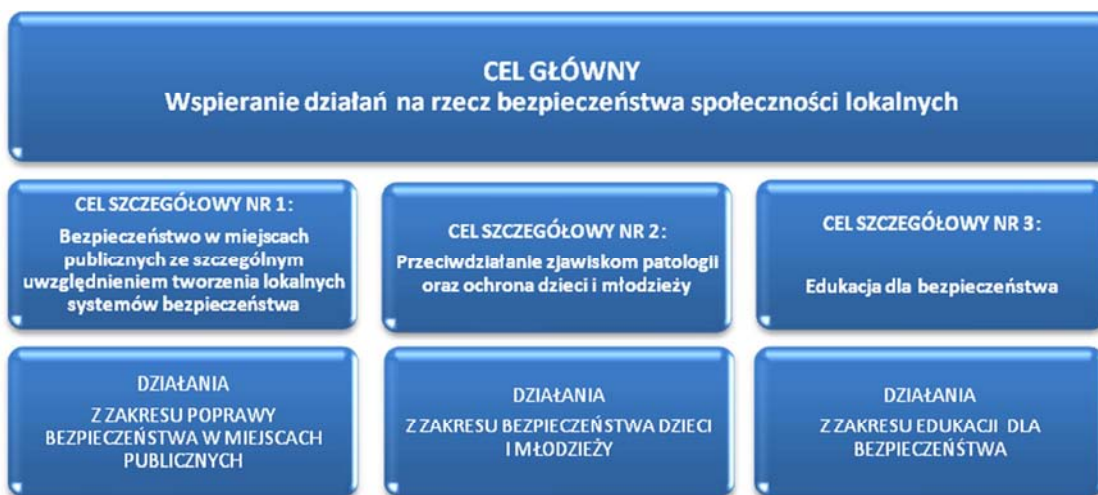 CEL GŁÓWNY
Wspieranie działań na rzecz bezpieczeństwa społeczności lokalnych
CEL SZCZEGÓŁOWY NR 1:
Bezpieczeństwo w miejscach
publicznych ze szczególnym
uwzględnieniem tworzenia lokalnych
systemów bezpieczeństwa
CEL SZCZEGÓŁOWY NR 2:
Przeciwdziałanie zjawiskom patologii
oraz ochrona dzieci i młodzieży
CEL SZCZEGÓŁOWY NR 3:
Edukacja dla bezpieczeństwa
DZIAŁANIA
Z ZAKRESU POPRAWY
BEZPIECZEŃSTWA W MIEJSCACH
PUBLICZNYCH
DZIAŁANIA
Z ZAKRESU BEZPIECZEŃSTWA DZIECI
I MŁODZIEŻY
DZIAŁANIA
Z ZAKRESU EDUKACJI DLA
BEZPIECZEŃŚTWA